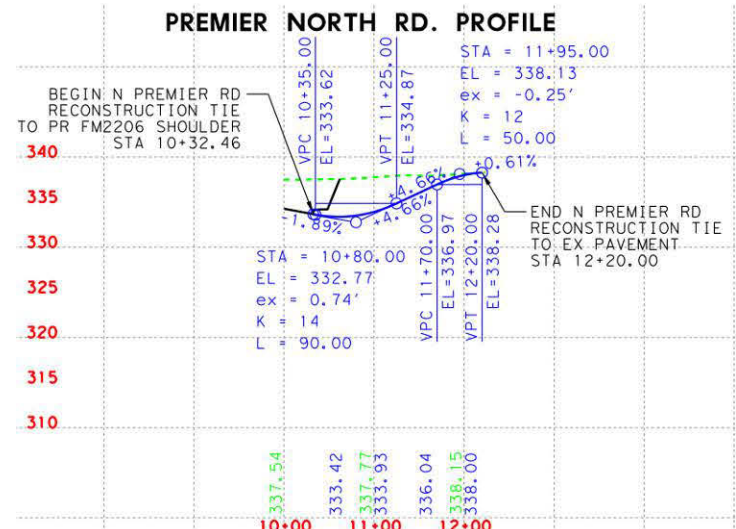 PREMIER NORTH RD. PROFILE
BEGIN N PREMIER RD
RECONSTRUCTION TIE
TO PR FM2206 SHOULDER
STA 10+32.46
VPC 10+35.00
EL=333.62
VPT 11+25.00
EL=334.87
STA = 11+95.00
EL = 338.13
ex = -0.25'
K = 12
L = 50.00
340
335
330
325
320
315
310
-1.89%
+4.66%
+4.66%
+0.61%
STA = 10+80.00
EL = 332.77
ex = 0.74'
K = 14
L = 90.00
VPC 11+70.00
EL=336.97
VPT 12+20.00
EL=338.28
END N PREMIER RD
RECONSTRUCTION TIE
TO EX PAVEMENT
STA 12+20.00
337.54
333.42
337.77
333.93
336.04
338.15
338.00
10+00
11+00
12+00